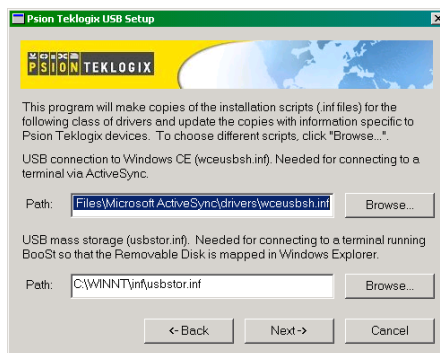 Psion Teklogix USB Setup
PSION TEKLOGIX
This program will make copies of the installation scripts (.inf files) for the
following class of drivers and update the copies with information specific to
Psion Teklogix devices. To choose different scripts, click "Browse...".
USB connection to Windows CE (wceusbsh.inf). Needed for connecting to a
terminal via ActiveSync.
Path: Files\Microsoft ActiveSync\drivers\wceusbsh.inf Browse...
USB mass storage (usbstor.inf). Needed for connecting to a terminal running
BooSt so that the Removable Disk is mapped in Windows Explorer.
Path: C:\WINNT\inf\usbstor.inf Browse...
<- Back Next -> Cancel